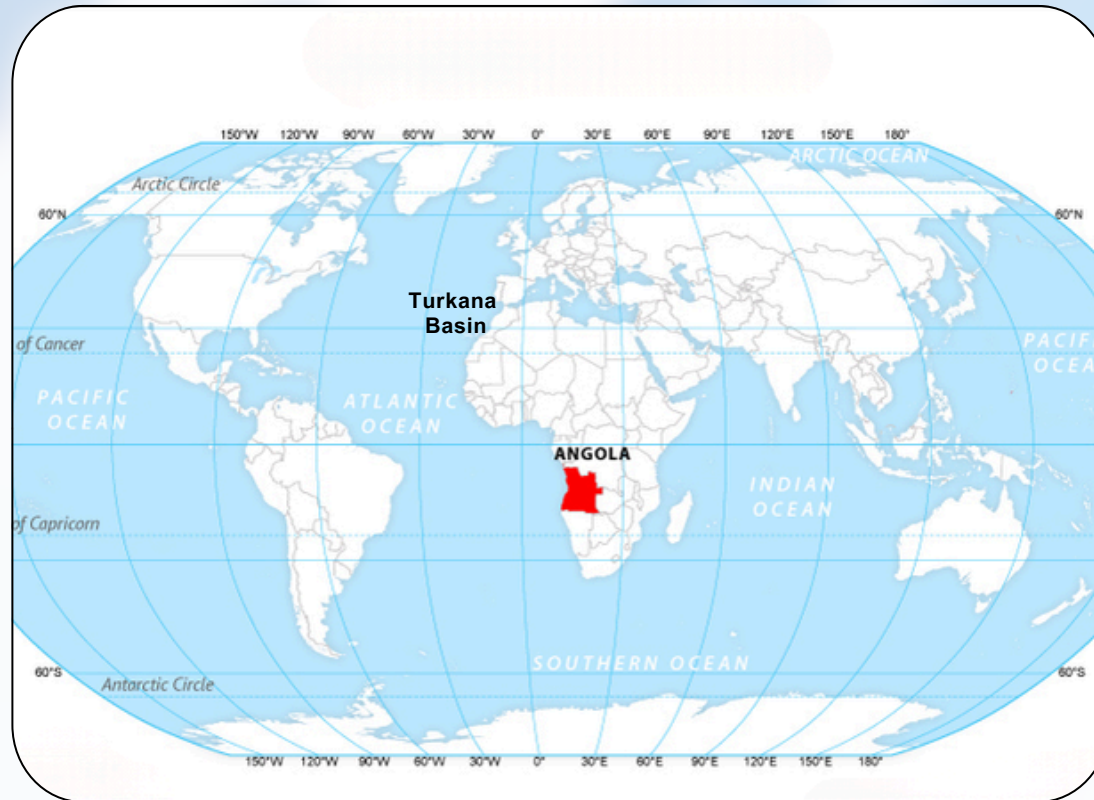 150°W 120°W 90°W 60°W 30°W 0° 30°E 60°E 90°E 120°E 150°E 180°
ARCTIC OCEAN
Arctic Circle
60°N 60°N
Turkana
Basin
of Cancer
PACIFIC
OCEAN
ATLANTIC
OCEAN
PACIFI
OCEA
ANGOLA
INDIAN
OCEAN
of Capricorn
SOUTHERN OCEAN
60°S 60°S
Antarctic Circle
150°W 120°W 90°W 60°W 30°W 0° 30°E 60°E 90°E 120°E 150°E 180°